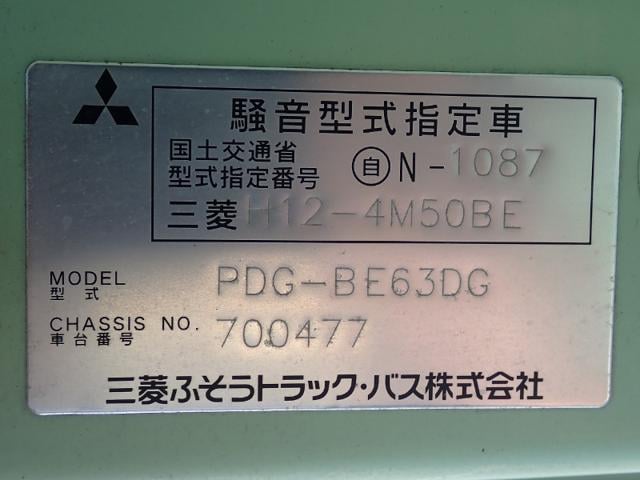 騒音型式指定車
国土交通省
型式指定番号 自 N-1087
三菱 H12-4M50BE
MODEL
型式 PDG-BE63DG
CHASSIS NO.
車台番号 700477
三菱ふそうトラック・バス株式会社